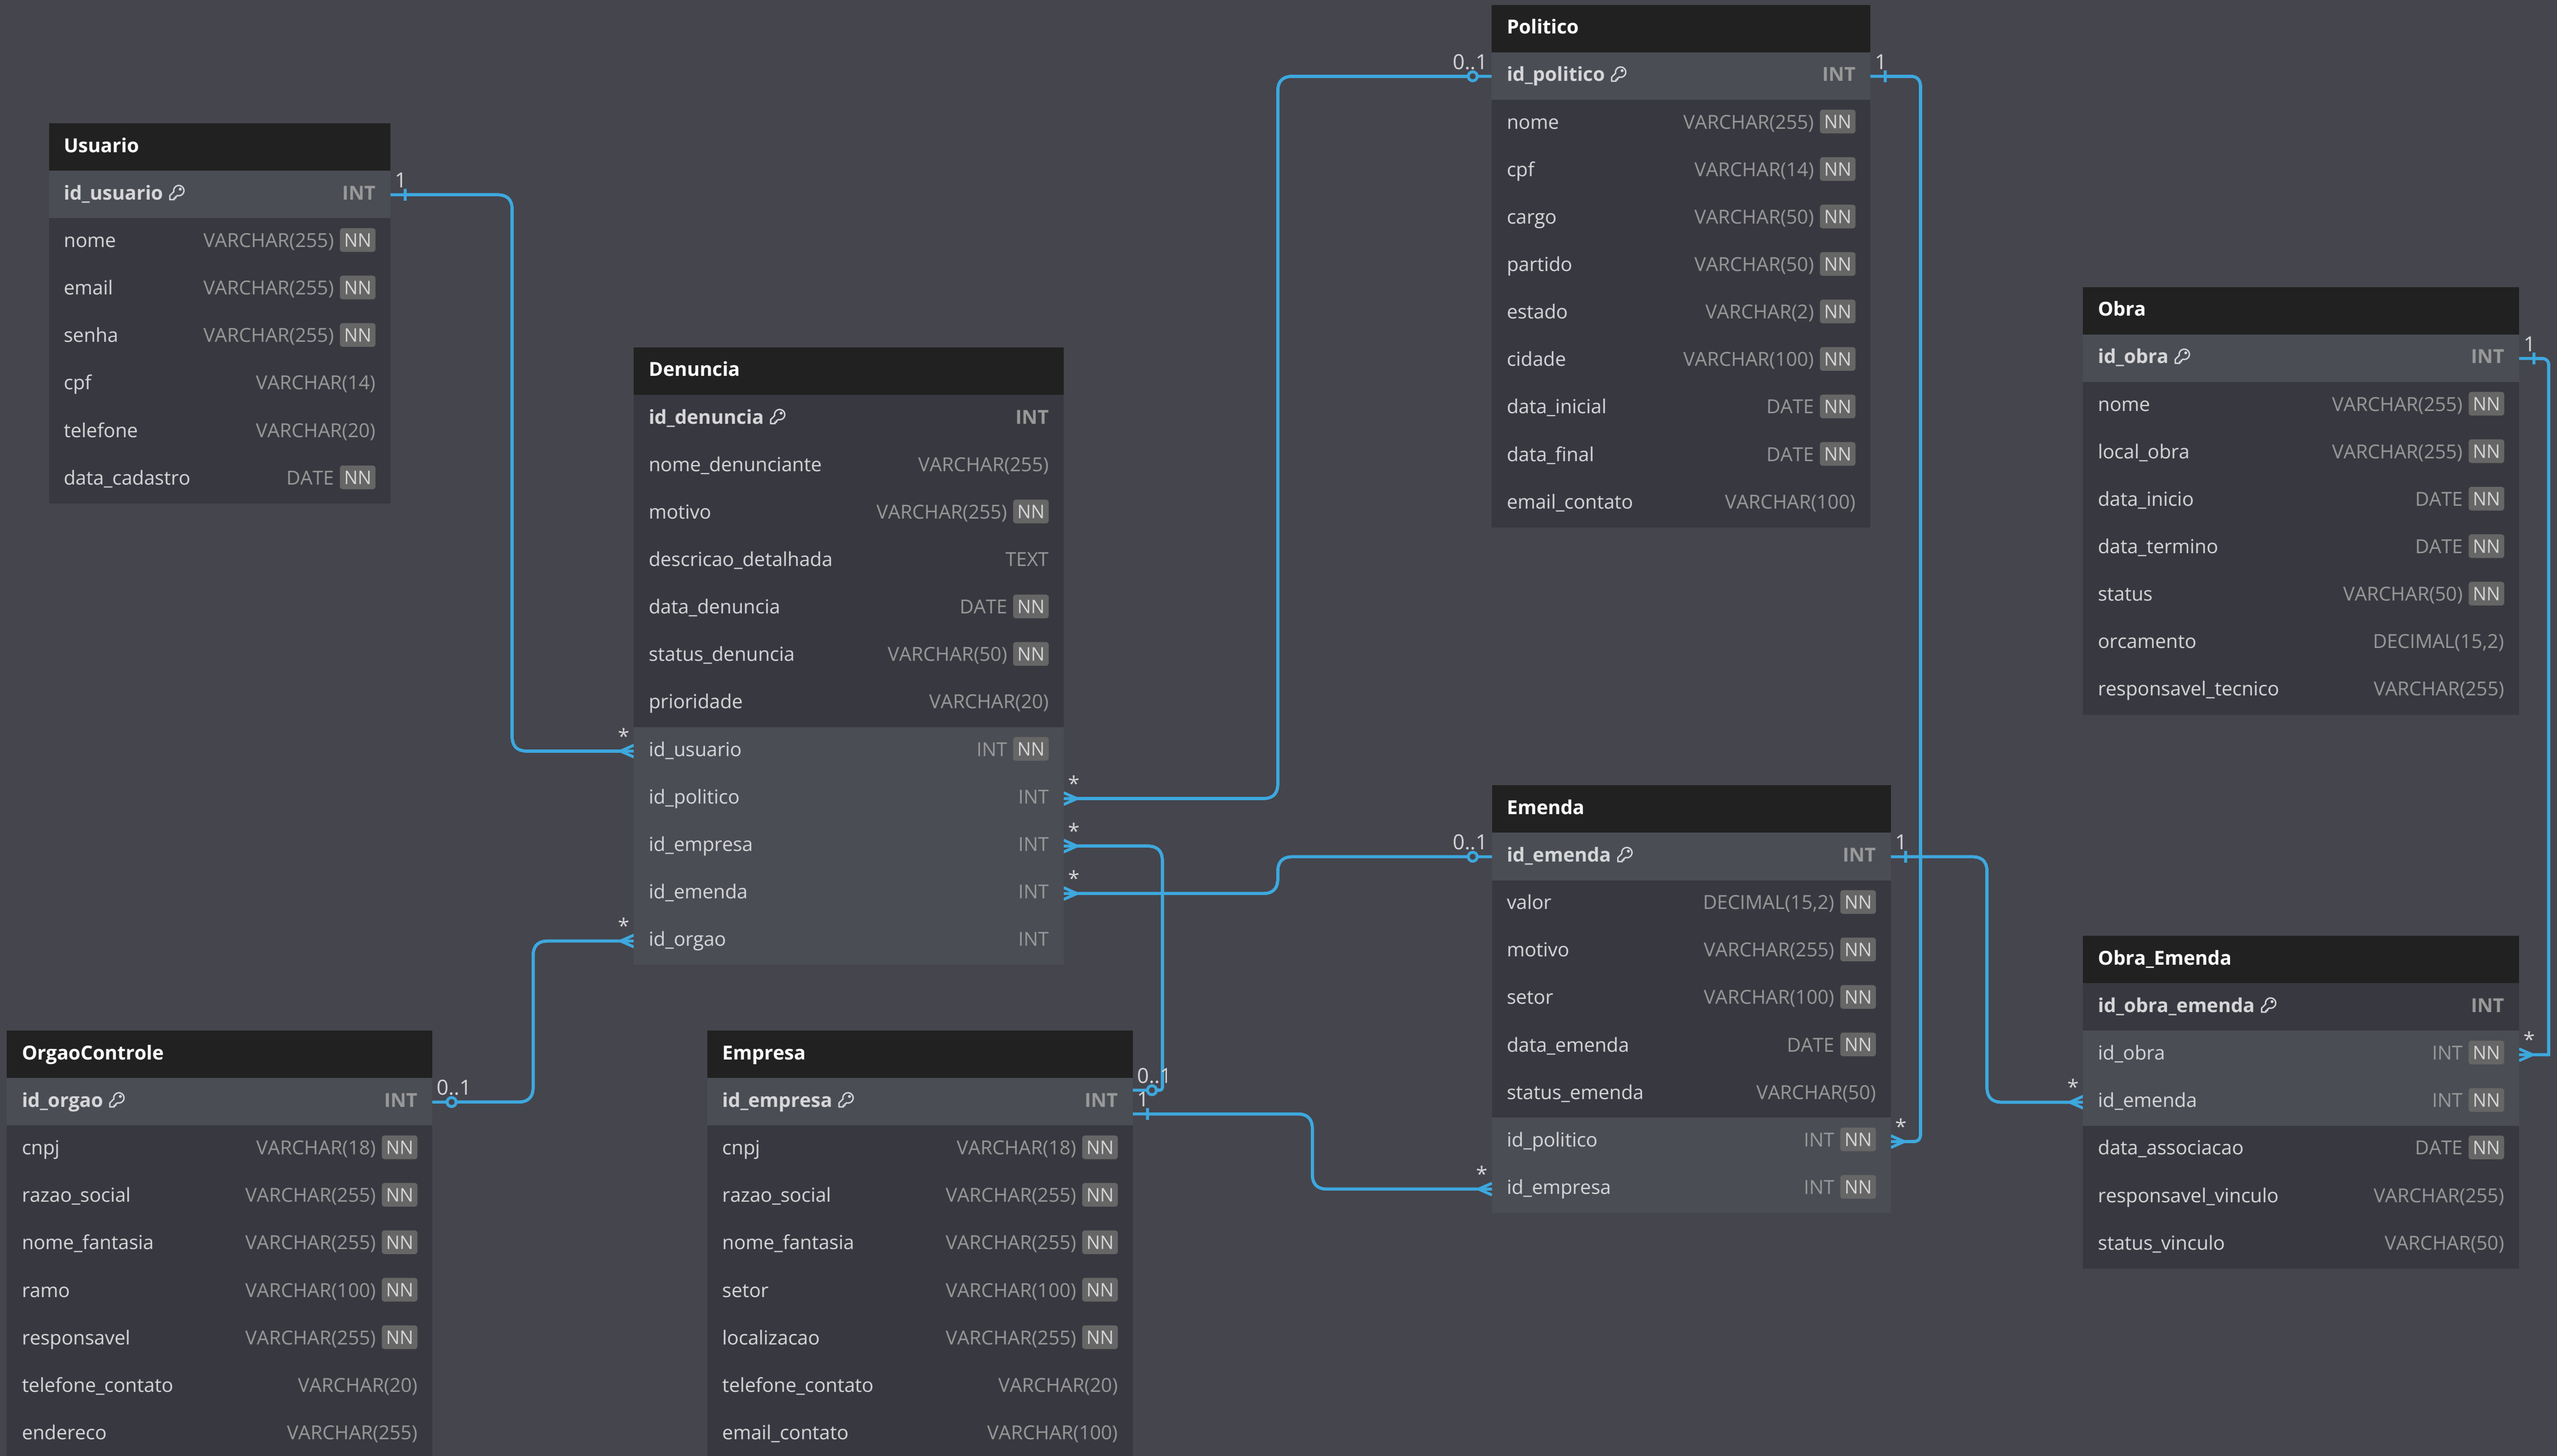 Usuario
id_usuario INT
nome VARCHAR(255) NN
email VARCHAR(255) NN
senha VARCHAR(255) NN
cpf VARCHAR(14)
telefone VARCHAR(20)
data_cadastro DATE NN
1
*
Denuncia
id_denuncia INT
nome_denunciante VARCHAR(255)
motivo VARCHAR(255) NN
descricao_detalhada TEXT
data_denuncia DATE NN
status_denuncia VARCHAR(50) NN
prioridade VARCHAR(20)
id_usuario INT NN
id_politico INT
id_empresa INT
id_emenda INT
id_orgao INT
*
*
*
*
OrgaoControle
id_orgao INT
cnpj VARCHAR(18) NN
razao_social VARCHAR(255) NN
nome_fantasia VARCHAR(255) NN
ramo VARCHAR(100) NN
responsavel VARCHAR(255) NN
telefone_contato VARCHAR(20)
endereco VARCHAR(255)
0..1
Empresa
id_empresa INT
cnpj VARCHAR(18) NN
razao_social VARCHAR(255) NN
nome_fantasia VARCHAR(255) NN
setor VARCHAR(100) NN
localizacao VARCHAR(255) NN
telefone_contato VARCHAR(20)
email_contato VARCHAR(100)
0..1
1
Politico
0..1
id_politico INT
1
nome VARCHAR(255) NN
cpf VARCHAR(14) NN
cargo VARCHAR(50) NN
partido VARCHAR(50) NN
estado VARCHAR(2) NN
cidade VARCHAR(100) NN
data_inicial DATE NN
data_final DATE NN
email_contato VARCHAR(100)
Emenda
0..1
id_emenda INT
1
valor DECIMAL(15,2) NN
motivo VARCHAR(255) NN
setor VARCHAR(100) NN
data_emenda DATE NN
status_emenda VARCHAR(50)
id_politico INT NN
*
*
id_empresa INT NN
Obra
id_obra INT
1
nome VARCHAR(255) NN
local_obra VARCHAR(255) NN
data_inicio DATE NN
data_termino DATE NN
status VARCHAR(50) NN
orcamento DECIMAL(15,2)
responsavel_tecnico VARCHAR(255)
Obra_Emenda
id_obra_emenda INT
id_obra INT NN
*
*
id_emenda INT NN
data_associacao DATE NN
responsavel_vinculo VARCHAR(255)
status_vinculo VARCHAR(50)